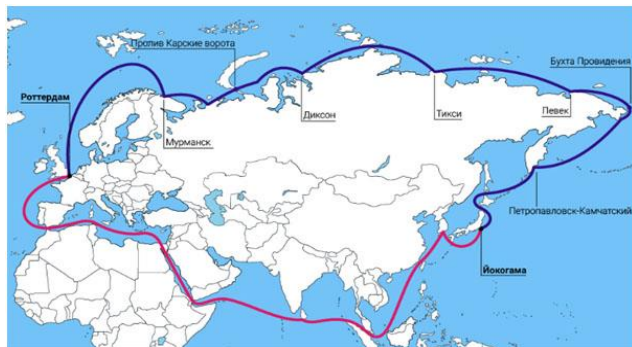 Пролив Карские ворота
Бухта Провидения
Роттердам
Диксон
Тикси
Певек
Мурманск
Петропавловск-Камчатский
Йокогама